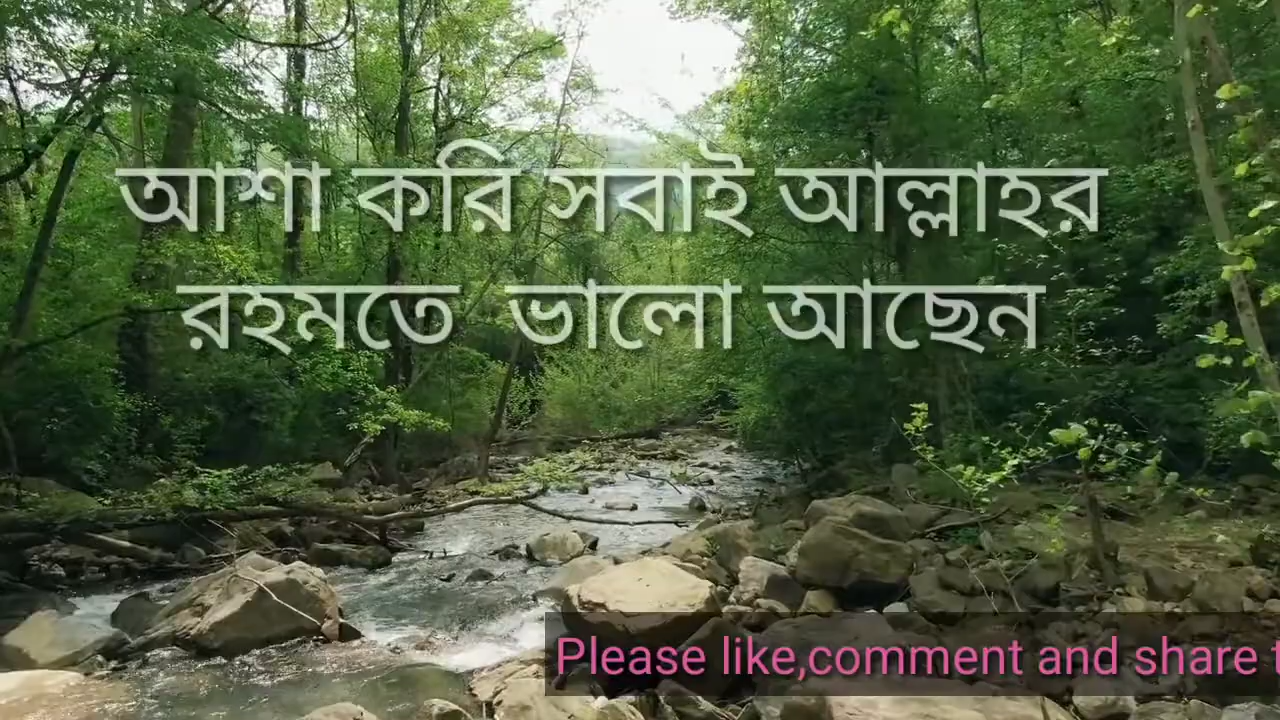 আশা করি সবাই আল্লাহর
রহমতে ভালো আছেন
Please like,comment and share